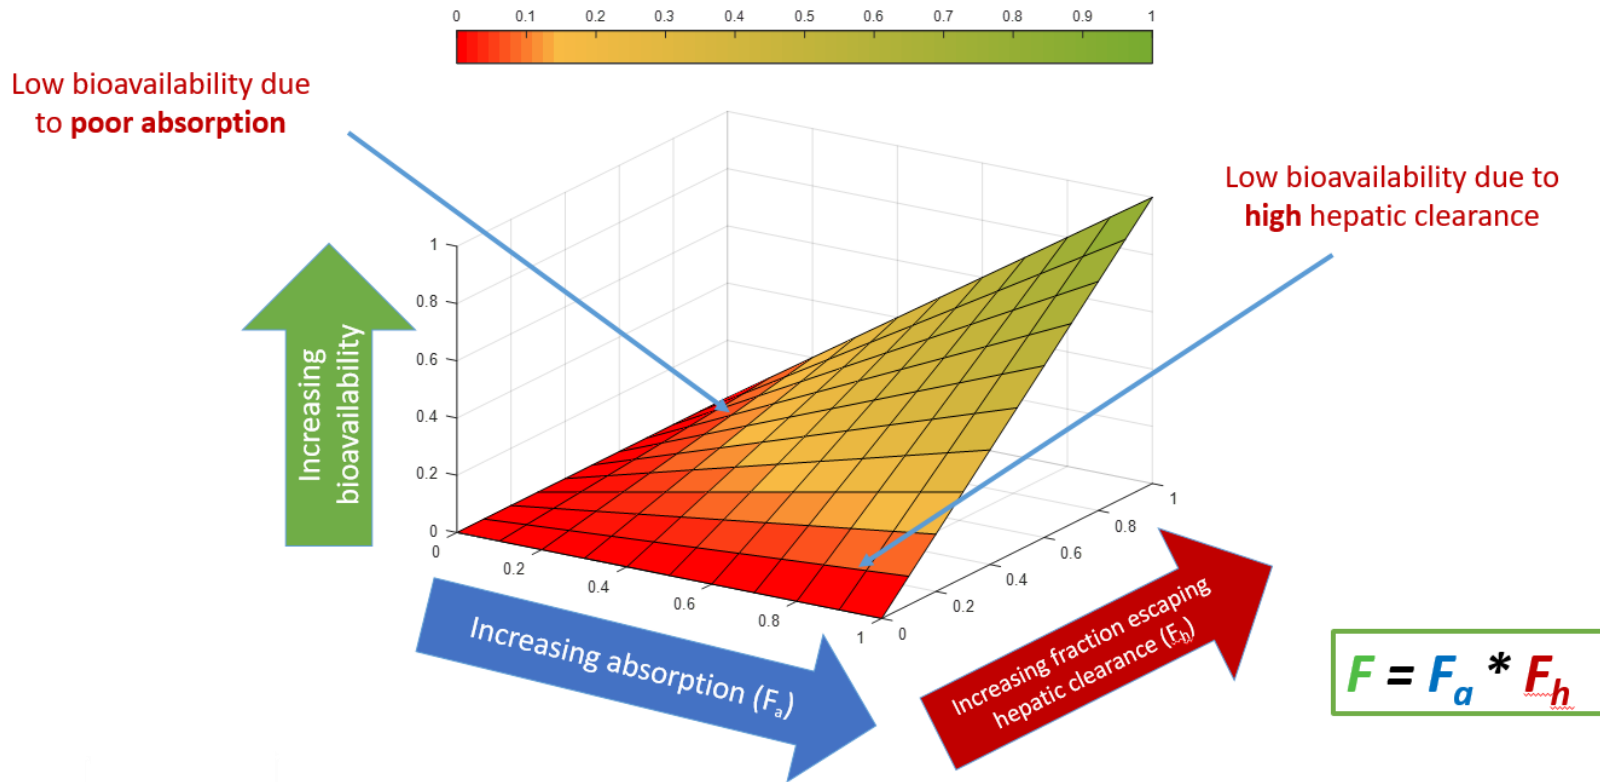 0 0.1 0.2 0.3 0.4 0.5 0.6 0.7 0.8 0.9 1
Low bioavailability due
to poor absorption
Low bioavailability due to
high hepatic clearance
Increasing
bioavailability
1
0.8
0.6
0.4
0.2
0
0
0.2
0.4
0.6
0.8
1
0
0.2
0.4
0.6
0.8
1
Increasing absorption (Fa)
Increasing fraction escaping
hepatic clearance (Fh)
F = Fa * Fh